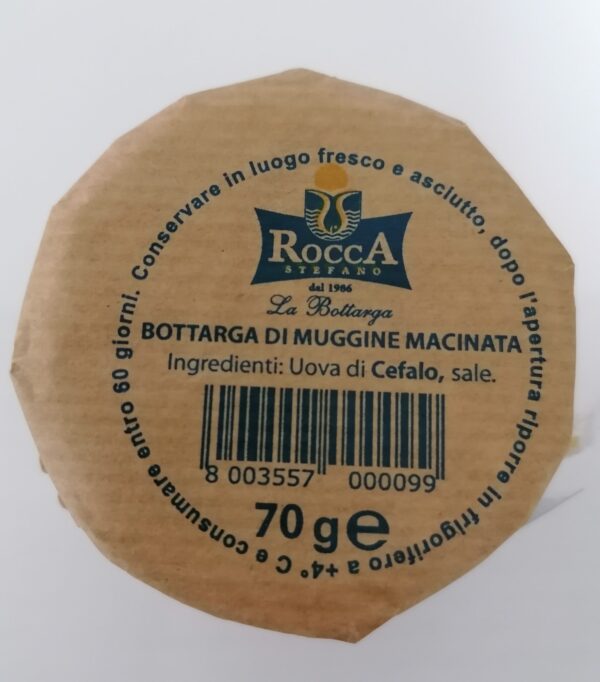 ROCCA
STEFANO
dal 1986
La Bottarga
BOTTARGA DI MUGGINE MACINATA
Ingredienti: Uova di Cefalo, sale.
8 003557 000099
70 g e
Conservare in luogo fresco e asciutto, dopo l'apertura riporre in frigorifero a +4° C e consumare entro 60 giorni.